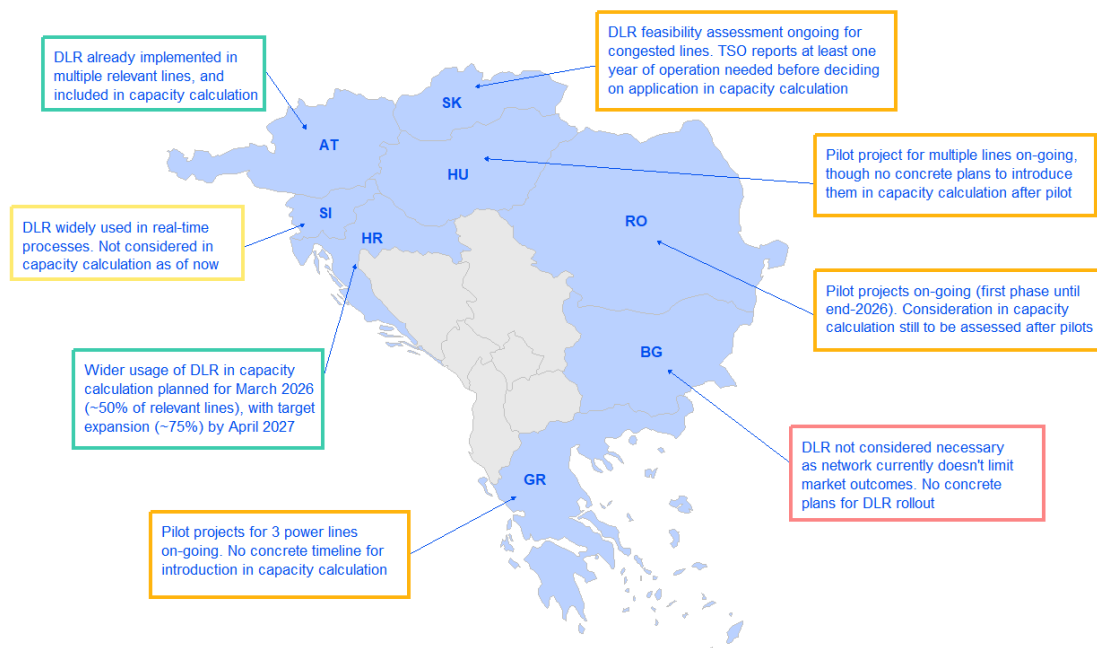 DLR feasibility assessment ongoing for
congested lines. TSO reports at least one
year of operation needed before deciding
on application in capacity calculation
DLR already implemented in
multiple relevant lines, and
included in capacity calculation
SK
AT
HU
Pilot project for multiple lines on-going,
though no concrete plans to introduce
them in capacity calculation after pilot
SI
HR
RO
DLR widely used in real-time
processes. Not considered in
capacity calculation as of now
Pilot projects on-going (first phase until
end-2026). Consideration in capacity
calculation still to be assessed after pilots
BG
Wider usage of DLR in capacity
calculation planned for March 2026
(~50% of relevant lines), with target
expansion (~75%) by April 2027
DLR not considered necessary
as network currently doesn't limit
market outcomes. No concrete
plans for DLR rollout
GR
Pilot projects for 3 power lines
on-going. No concrete timeline for
introduction in capacity calculation